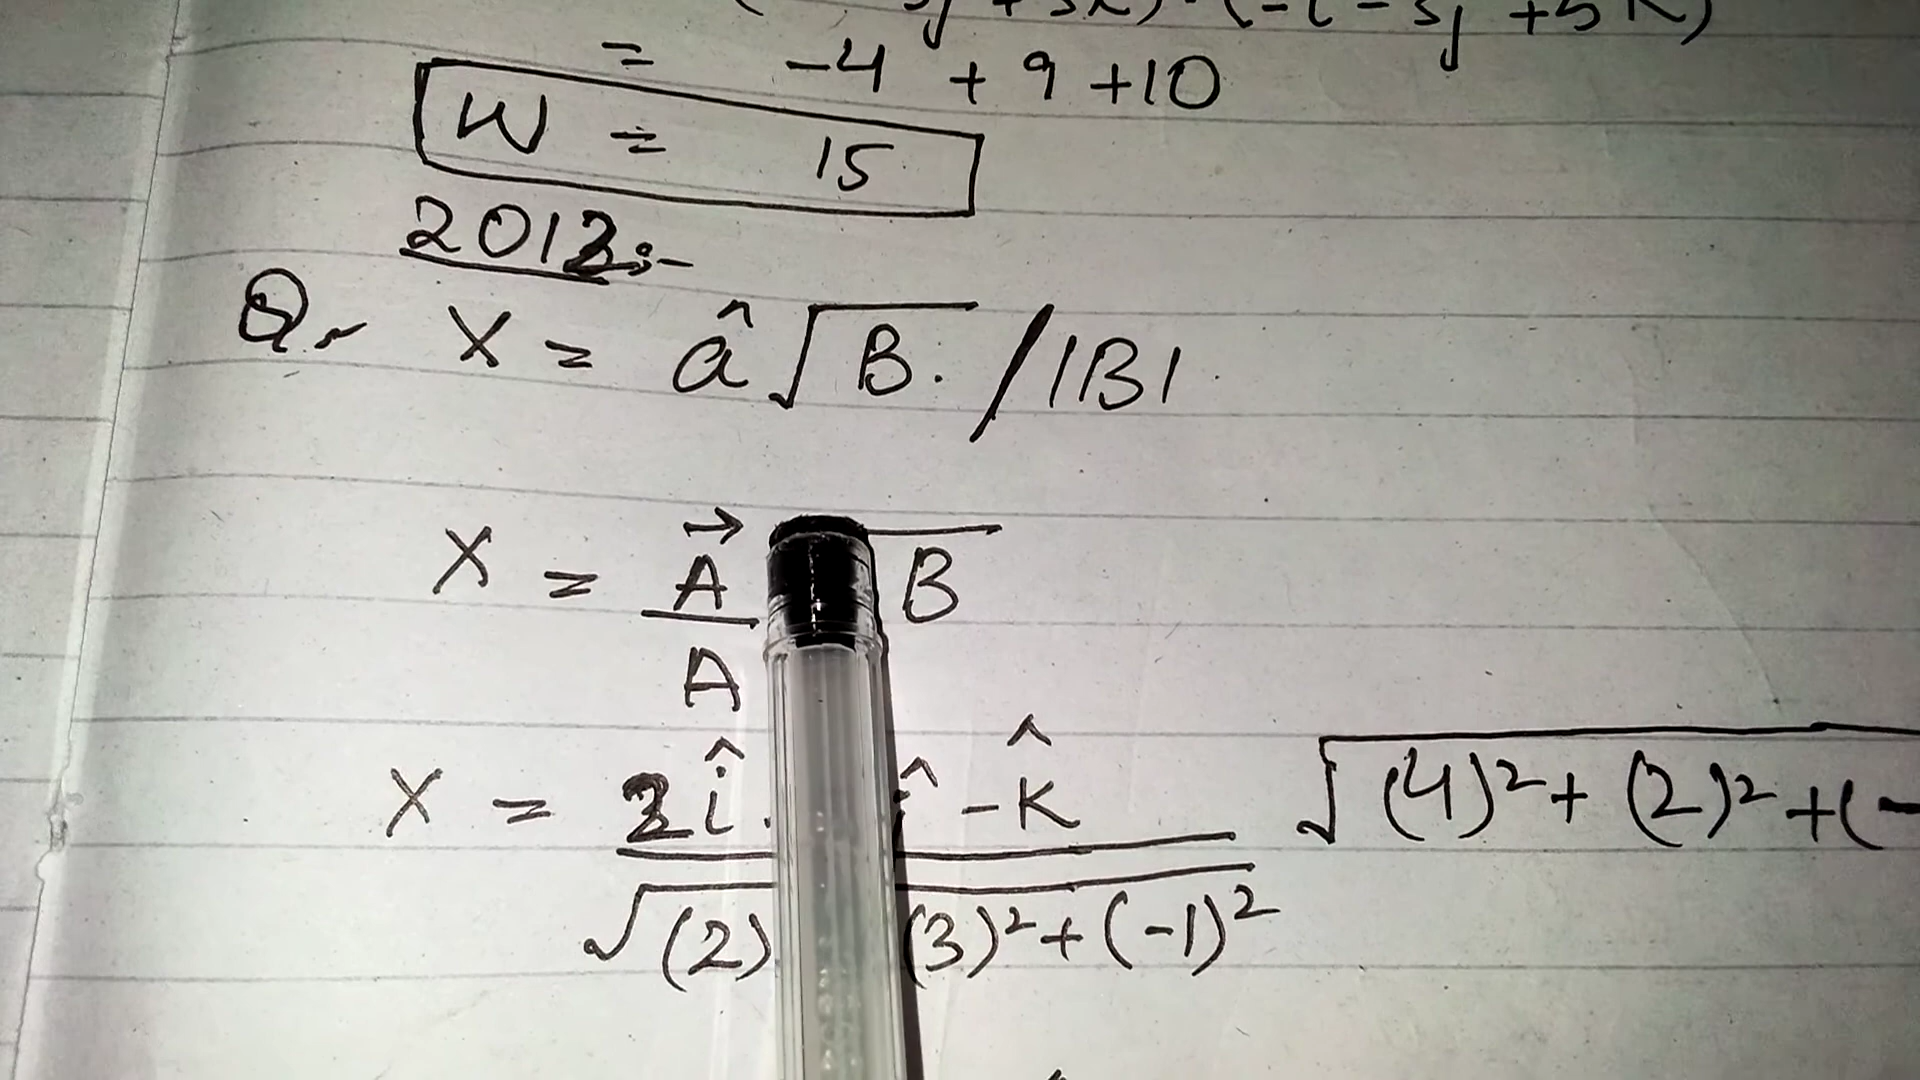 = -4 + 9 + 10
W = 15
2012:-
Q. X = â √B. / |B|
X = A⃗ B
A
X = 2î. î - k̂ √(4)² + (2)² + (-
√(2) (3)² + (-1)²